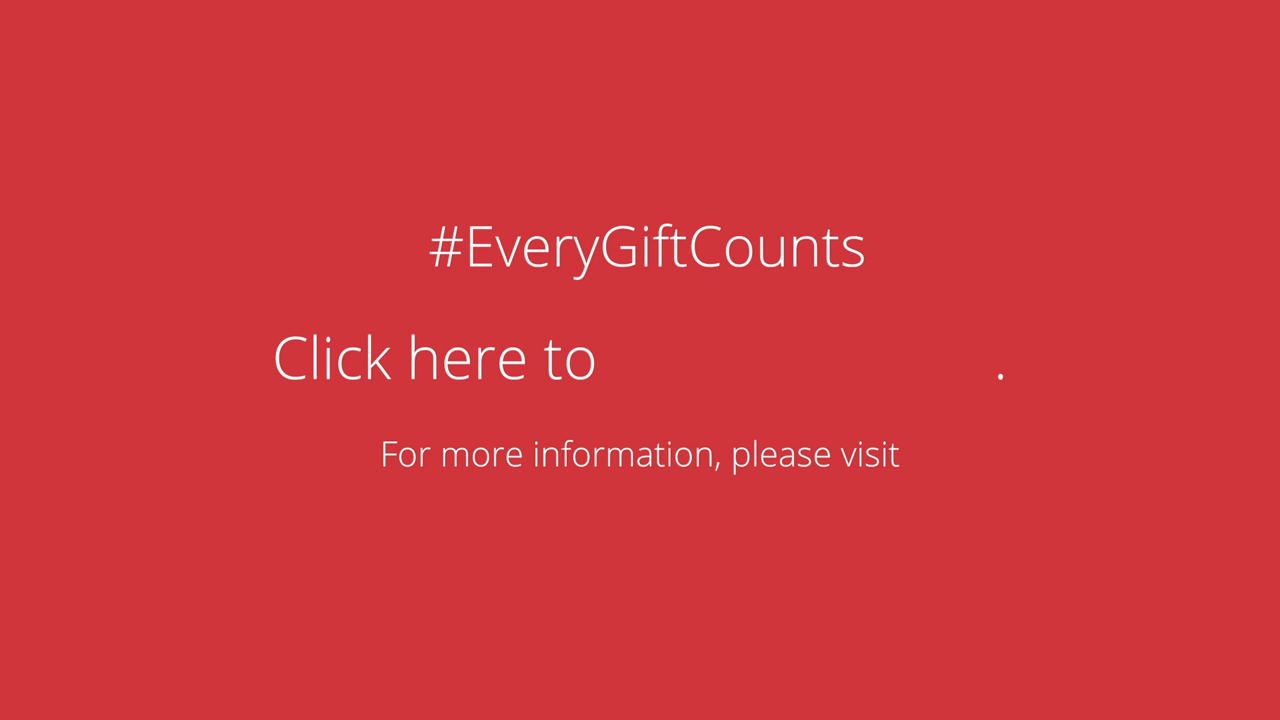 #EveryGiftCounts
Click here to .
For more information, please visit